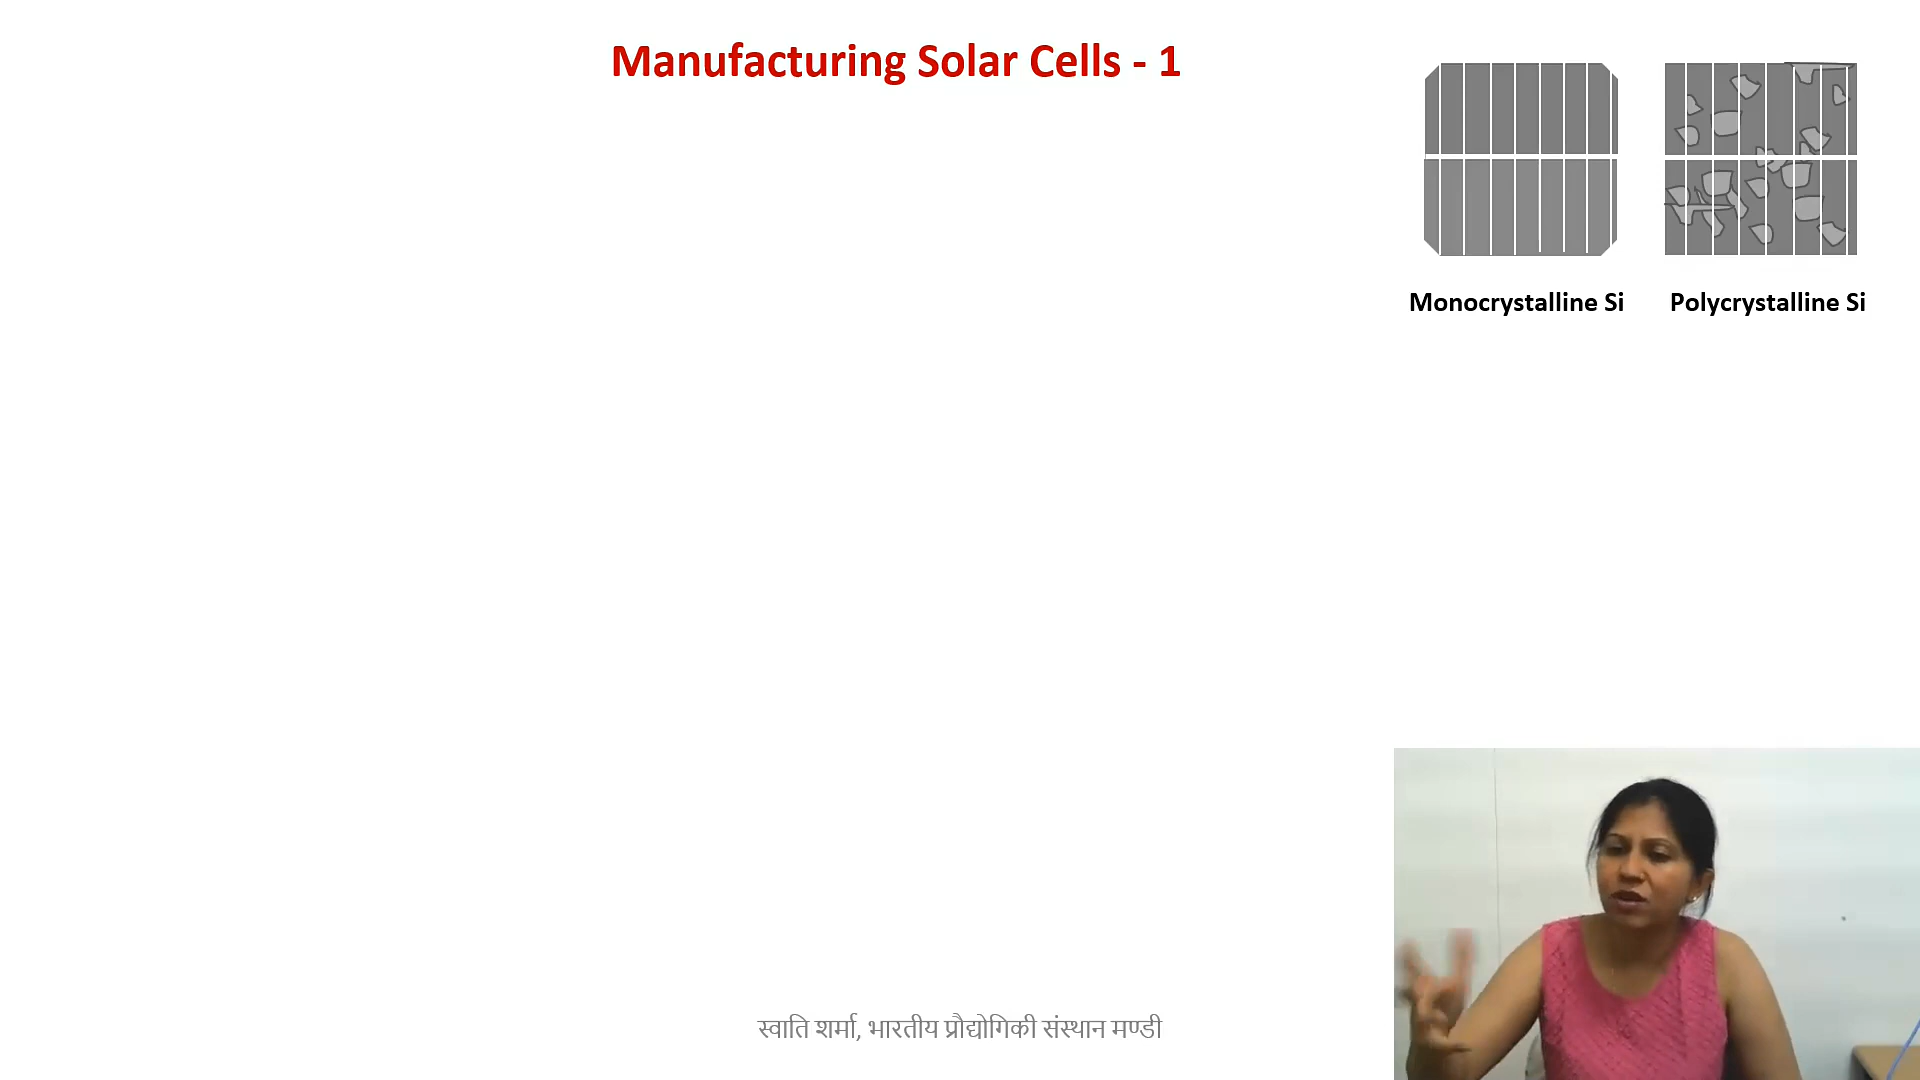 Manufacturing Solar Cells - 1
Monocrystalline Si
Polycrystalline Si
स्वाति शर्मा, भारतीय प्रौद्योगिकी संस्थान मण्डी